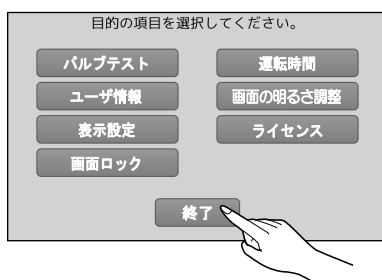 目的の項目を選択してください。
バルブテスト
運転時間
ユーザ情報
画面の明るさ調整
表示設定
ライセンス
画面ロック
終了